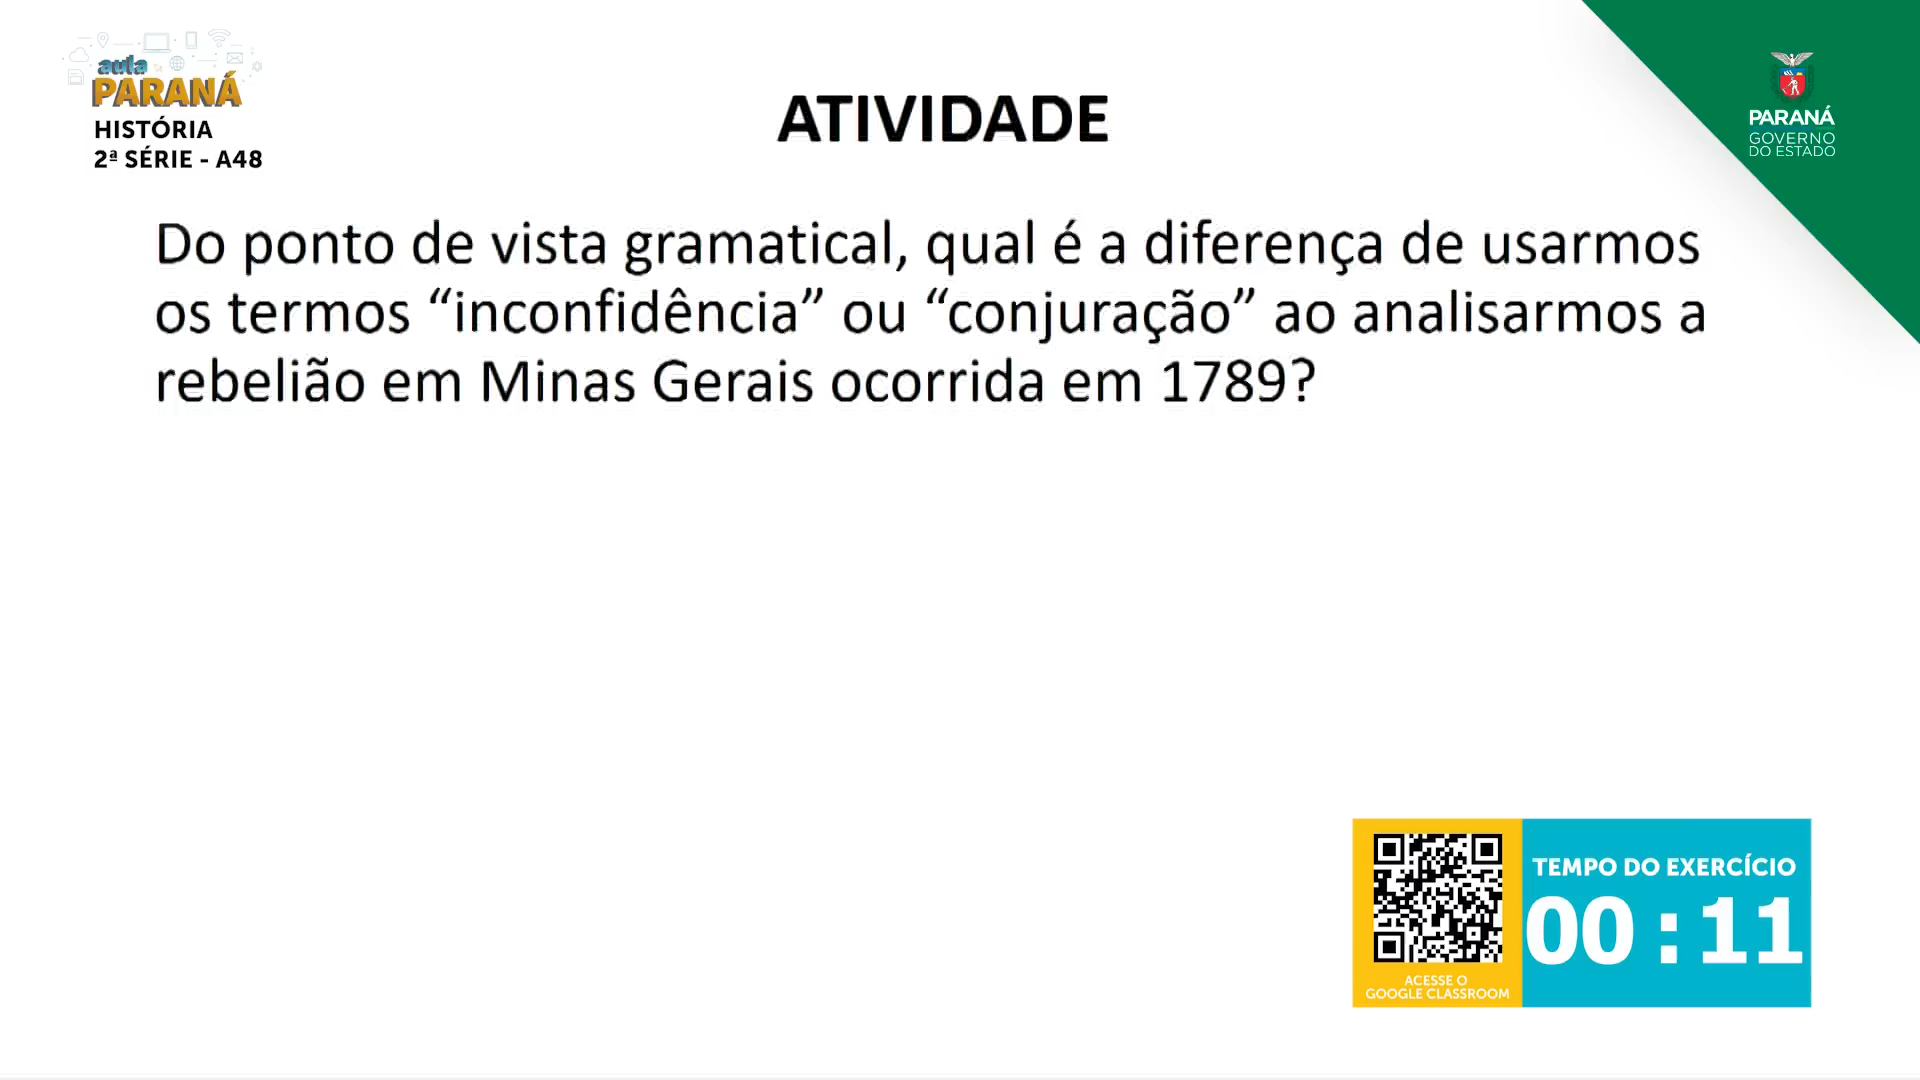 aula
PARANÁ
HISTÓRIA
2ª SÉRIE - A48
ATIVIDADE
PARANÁ
GOVERNO
DO ESTADO
Do ponto de vista gramatical, qual é a diferença de usarmos
os termos “inconfidência” ou “conjuração” ao analisarmos a
rebelião em Minas Gerais ocorrida em 1789?
ACESSE O
GOOGLE CLASSROOM
TEMPO DO EXERCÍCIO
00:11